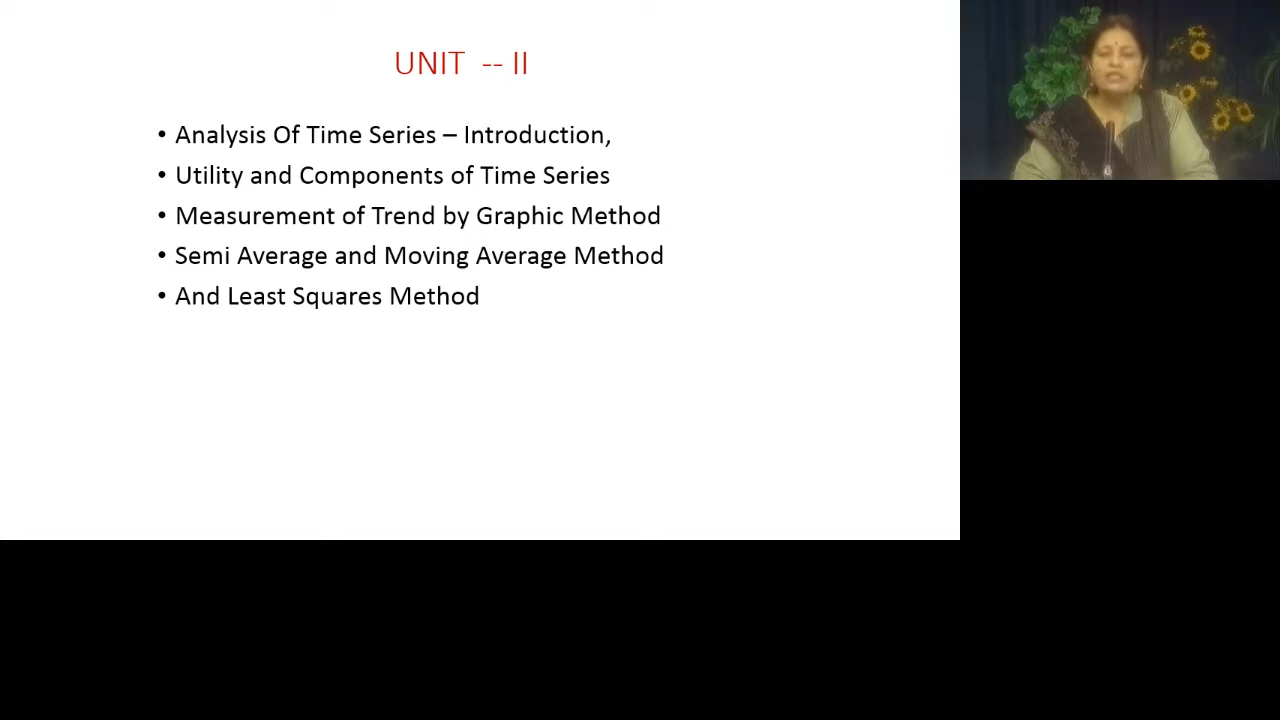 UNIT -- II
• Analysis Of Time Series – Introduction,
• Utility and Components of Time Series
• Measurement of Trend by Graphic Method
• Semi Average and Moving Average Method
• And Least Squares Method